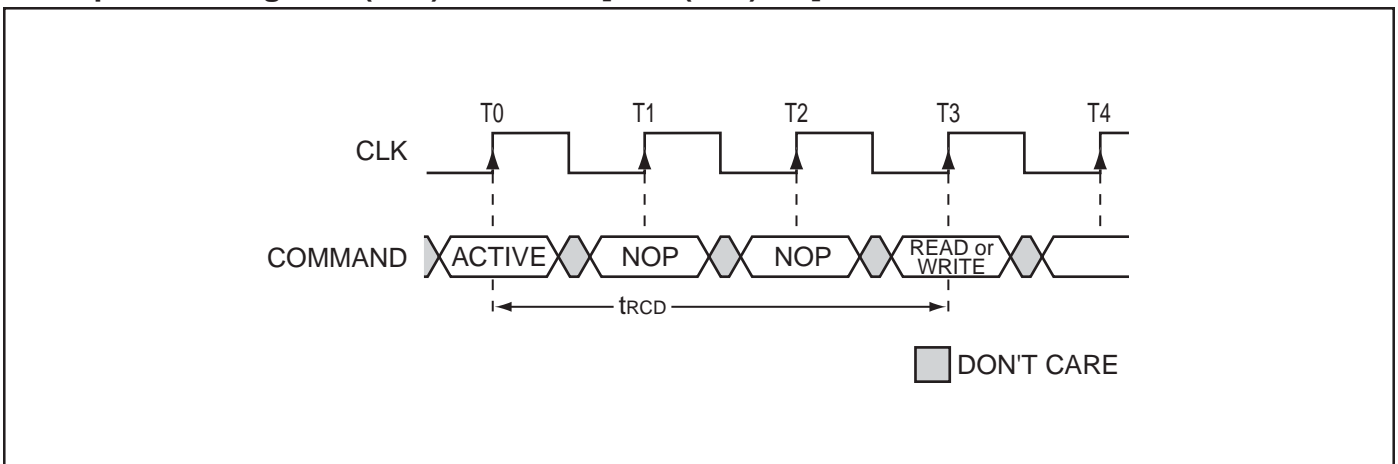 T0 T1 T2 T3 T4
CLK
COMMAND ACTIVE NOP NOP READ or
WRITE
tRCD
DON'T CARE